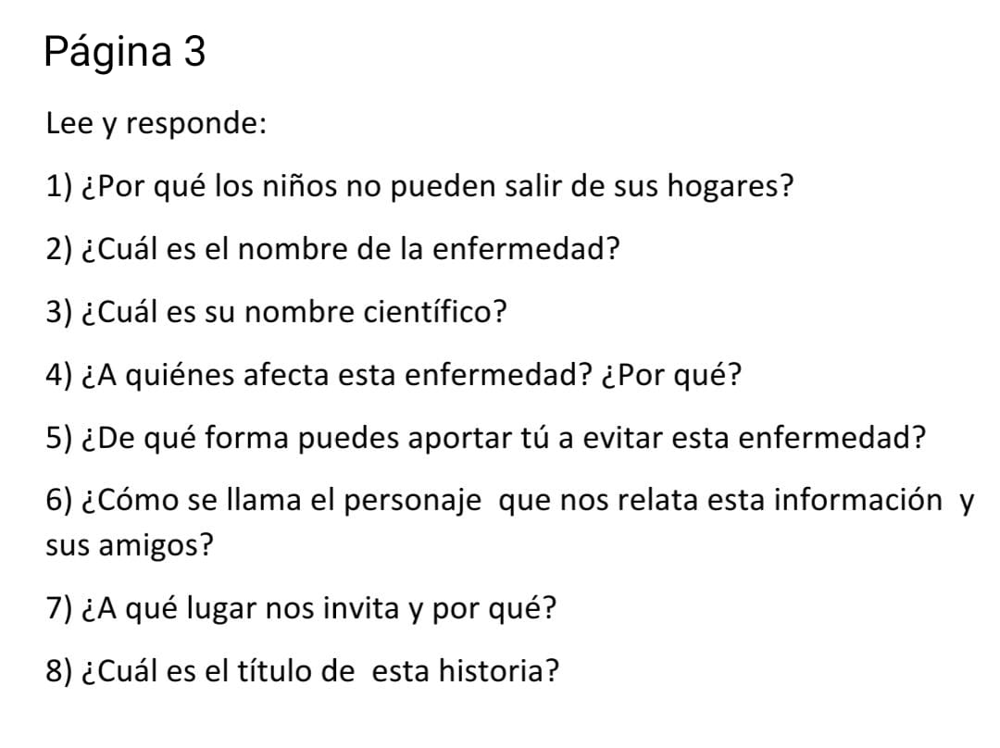 Página 3
Lee y responde:
1) ¿Por qué los niños no pueden salir de sus hogares?
2) ¿Cuál es el nombre de la enfermedad?
3) ¿Cuál es su nombre científico?
4) ¿A quiénes afecta esta enfermedad? ¿Por qué?
5) ¿De qué forma puedes aportar tú a evitar esta enfermedad?
6) ¿Cómo se llama el personaje  que nos relata esta información  y
sus amigos?
7) ¿A qué lugar nos invita y por qué?
8) ¿Cuál es el título de  esta historia?